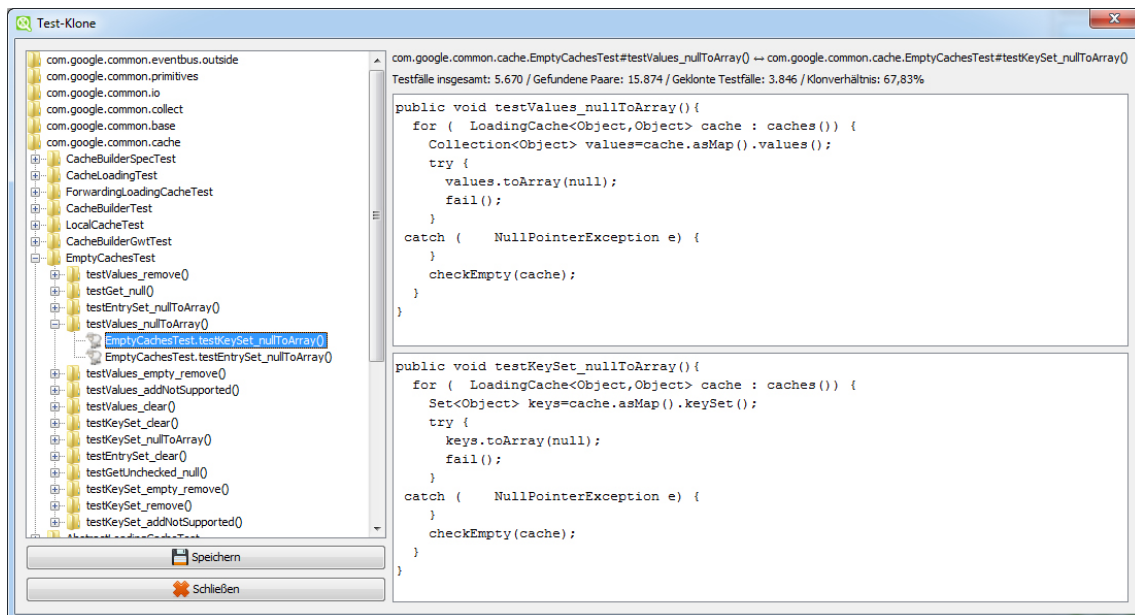 Test-Klone
com.google.common.eventbus.outside
com.google.common.primitives
com.google.common.io
com.google.common.collect
com.google.common.base
com.google.common.cache
CacheBuilderSpecTest
CacheLoadingTest
ForwardingLoadingCacheTest
CacheBuilderTest
LocalCacheTest
CacheBuilderGwtTest
EmptyCachesTest
testValues_remove()
testGet_null()
testEntrySet_nullToArray()
testValues_nullToArray()
EmptyCachesTest.testKeySet_nullToArray()
EmptyCachesTest.testEntrySet_nullToArray()
testValues_empty_remove()
testValues_addNotSupported()
testValues_clear()
testKeySet_clear()
testKeySet_nullToArray()
testEntrySet_clear()
testGetUnchecked_null()
testKeySet_empty_remove()
testKeySet_remove()
testKeySet_addNotSupported()
AbstractLoadingCacheTest
Speichern
Schließen
com.google.common.cache.EmptyCachesTest#testValues_nullToArray() ↔ com.google.common.cache.EmptyCachesTest#testKeySet_nullToArray()
Testfälle insgesamt: 5.670 / Gefundene Paare: 15.874 / Geklonte Testfälle: 3.846 / Klonverhältnis: 67,83%
public void testValues_nullToArray(){
  for (  LoadingCache<Object,Object> cache : caches()) {
    Collection<Object> values=cache.asMap().values();
    try {
      values.toArray(null);
      fail();
    }
 catch (    NullPointerException e) {
    }
    checkEmpty(cache);
  }
}
public void testKeySet_nullToArray(){
  for (  LoadingCache<Object,Object> cache : caches()) {
    Set<Object> keys=cache.asMap().keySet();
    try {
      keys.toArray(null);
      fail();
    }
 catch (    NullPointerException e) {
    }
    checkEmpty(cache);
  }
}